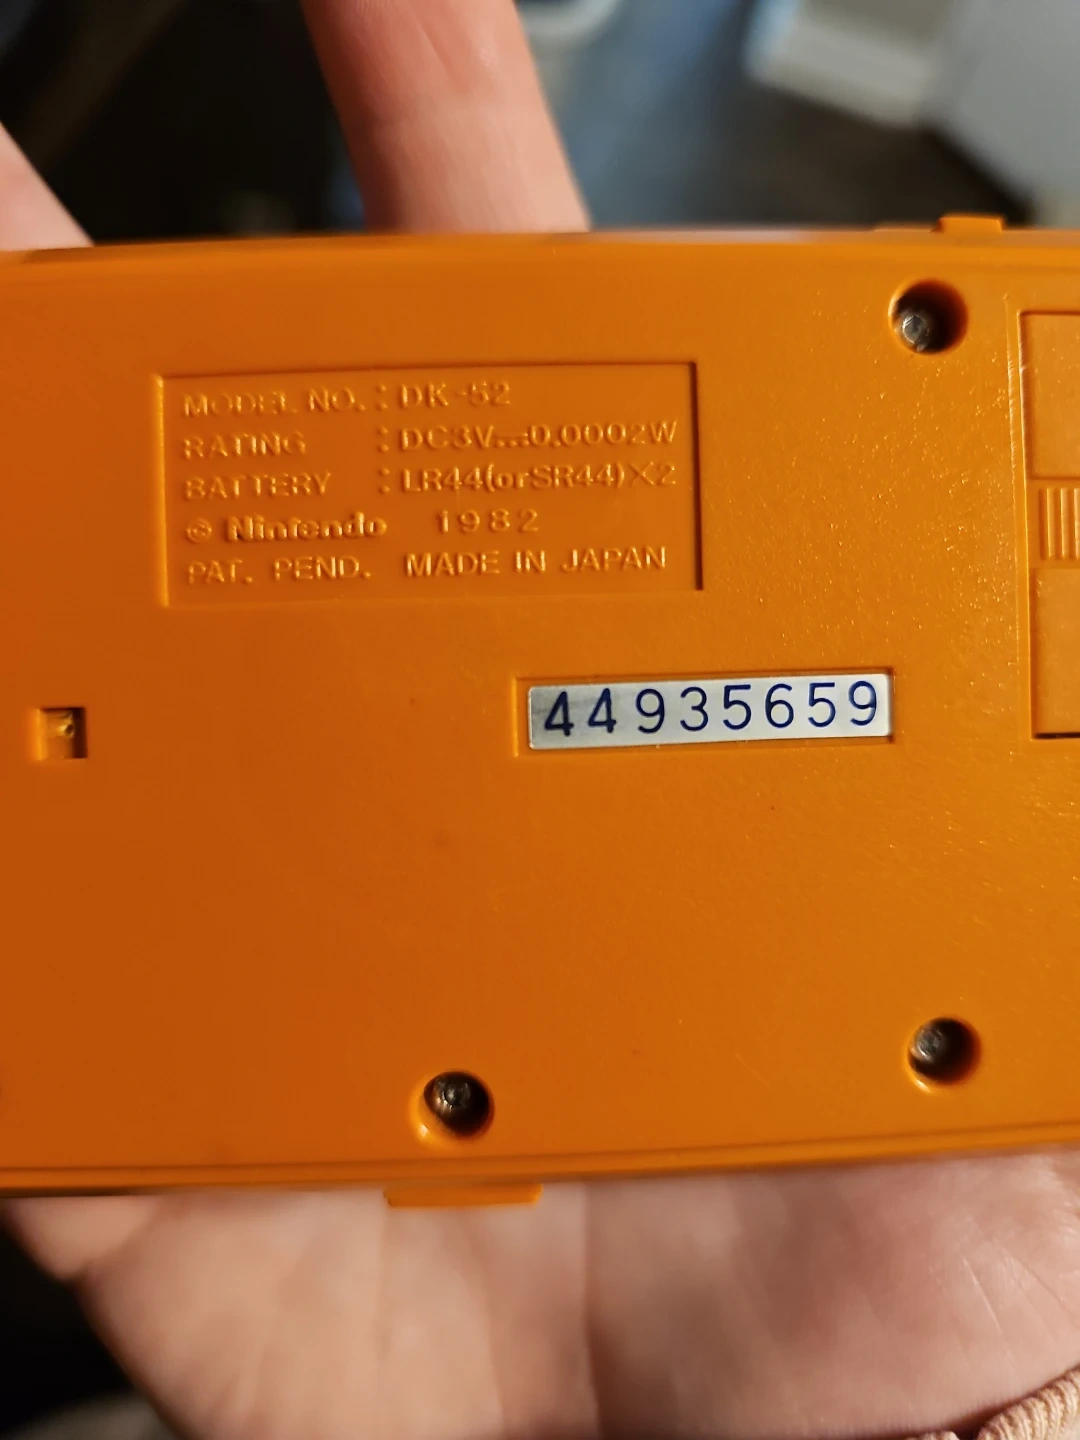 MODEL NO. : DK-52
RATING : DC3V⎓0.0002W
BATTERY : LR44(orSR44)×2
© Nintendo 1982
PAT. PEND. MADE IN JAPAN
44935659